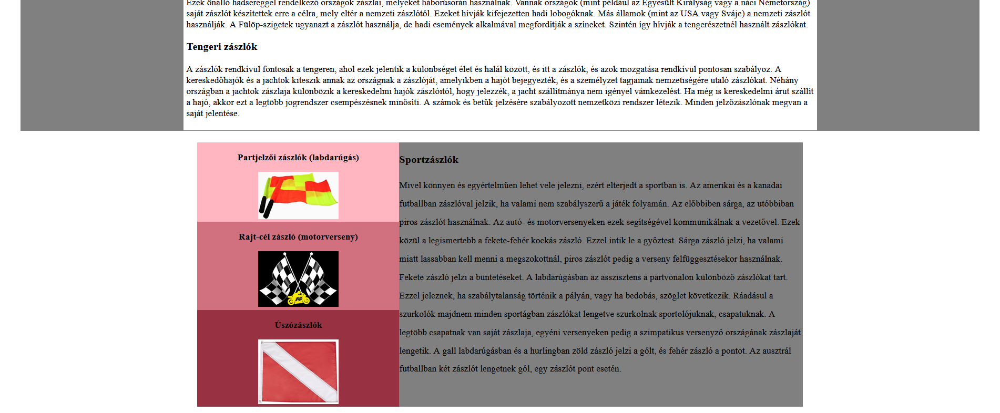 Ezek önálló hadsereggel rendelkező országok zászlai, melyeket háborúsorán használnak. Vannak országok (mint például az Egyesült Királyság vagy a náci Németország)
saját zászlót készítettek erre a célra, mely eltér a nemzeti zászlótól. Ezeket hívják kifejezetten hadi lobogóknak. Más államok (mint az USA vagy Svájc) a nemzeti zászlót
használják. A Fülöp-szigetek ugyanazt a zászlót használja, de hadi események alkalmával megfordítják a színeket. Szintén így hívják a tengerészetnél használt zászlókat.
Tengeri zászlók
A zászlók rendkívül fontosak a tengeren, ahol ezek jelentik a különbséget élet és halál között, és itt a zászlók, és azok mozgatása rendkívül pontosan szabályoz. A
kereskedőhajók és a jachtok kiteszik annak az országnak a zászlóját, amelyikben a hajót bejegyezték, és a személyzet tagjainak nemzetiségére utaló zászlókat. Néhány
országban a jachtok zászlaja különbözik a kereskedelmi hajók zászlóitól, hogy jelezzék, a jacht szállítmánya nem igényel vámkezelést. Ha még is kereskedelmi árut szállít
a hajó, akkor ezt a legtöbb jogrendszer csempészésnek minősíti. A számok és betűk jelzésére szabályozott nemzetközi rendszer létezik. Minden jelzőzászlónak megvan a
saját jelentése.
Partjelzői zászlók (labdarúgás)
Rajt-cél zászló (motorverseny)
14
Úszózászlók
Sportzászlók
Mivel könnyen és egyértelműen lehet vele jelezni, ezért elterjedt a sportban is. Az amerikai és a kanadai
futballban zászlóval jelzik, ha valami nem szabályszerű a játék folyamán. Az előbbiben sárga, az utóbbiban
piros zászlót használnak. Az autó- és motorversenyeken ezek segítségével kommunikálnak a vezetővel. Ezek
közül a legismertebb a fekete-fehér kockás zászló. Ezzel intik le a győztest. Sárga zászló jelzi, ha valami
miatt lassabban kell menni a megszokottnál, piros zászlót pedig a verseny felfüggesztésekor használnak.
Fekete zászló jelzi a büntetéseket. A labdarúgásban az asszisztens a partvonalon különböző zászlókat tart.
Ezzel jeleznek, ha szabálytalanság történik a pályán, vagy ha bedobás, szöglet következik. Ráadásul a
szurkolók majdnem minden sportágban zászlókat lengetve szurkolnak sportolójuknak, csapatuknak. A
legtöbb csapatnak van saját zászlaja, egyéni versenyeken pedig a szimpatikus versenyző országának zászlaját
lengetik. A gall labdarúgásban és a hurlingban zöld zászló jelzi a gólt, és fehér zászló a pontot. Az ausztrál
futballban két zászlót lengetnek gól, egy zászlót pont esetén.